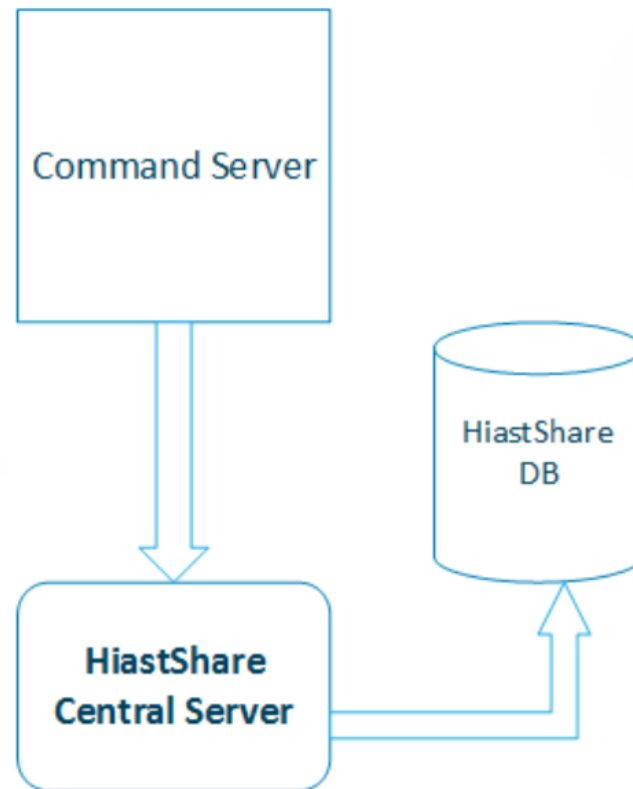 Command Server
HiastShare
DB
HiastShare
Central Server